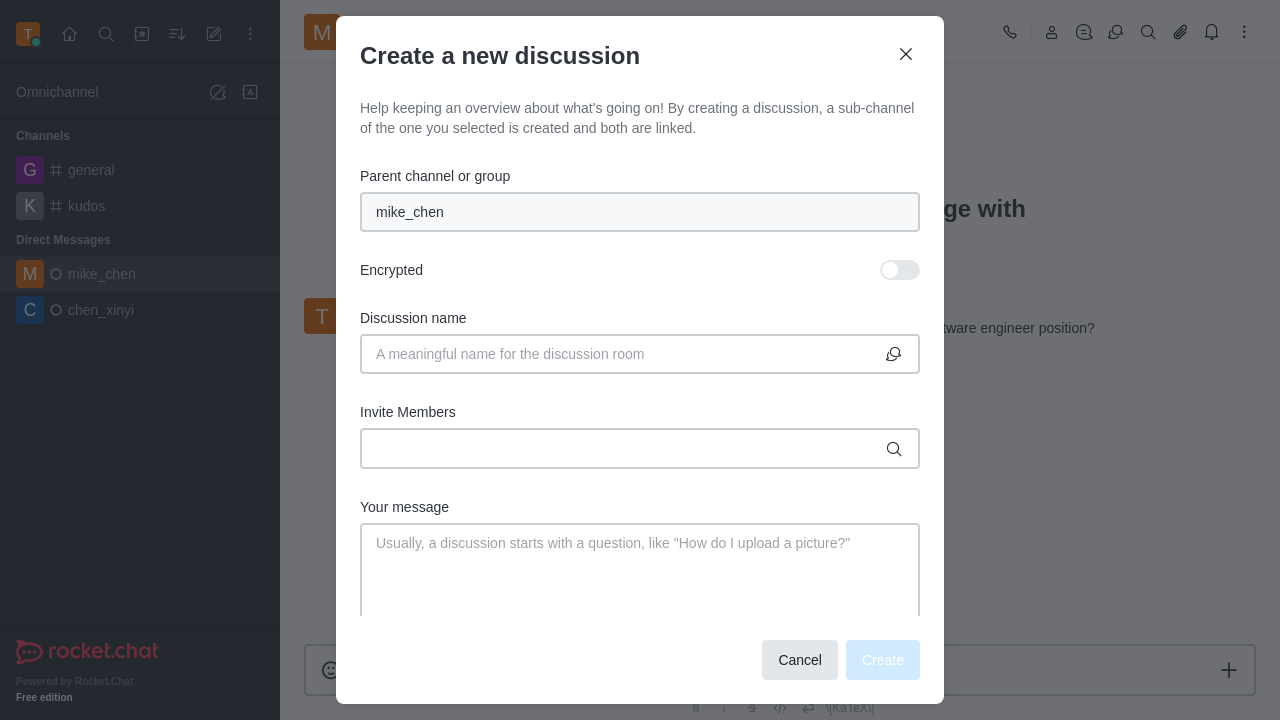 T
Omnichannel
Channels
G general
K kudos
Direct Messages
M mike_chen
C chen_xinyi
rocket.chat
Powered by Rocket.Chat
Free edition
M
ge with
T
tware engineer position?
Create a new discussion
Help keeping an overview about what's going on! By creating a discussion, a sub-channel
of the one you selected is created and both are linked.
Parent channel or group
mike_chen
Encrypted
Discussion name
A meaningful name for the discussion room
Invite Members
Your message
Usually, a discussion starts with a question, like "How do I upload a picture?"
Cancel
Create
\[KaTeX\]